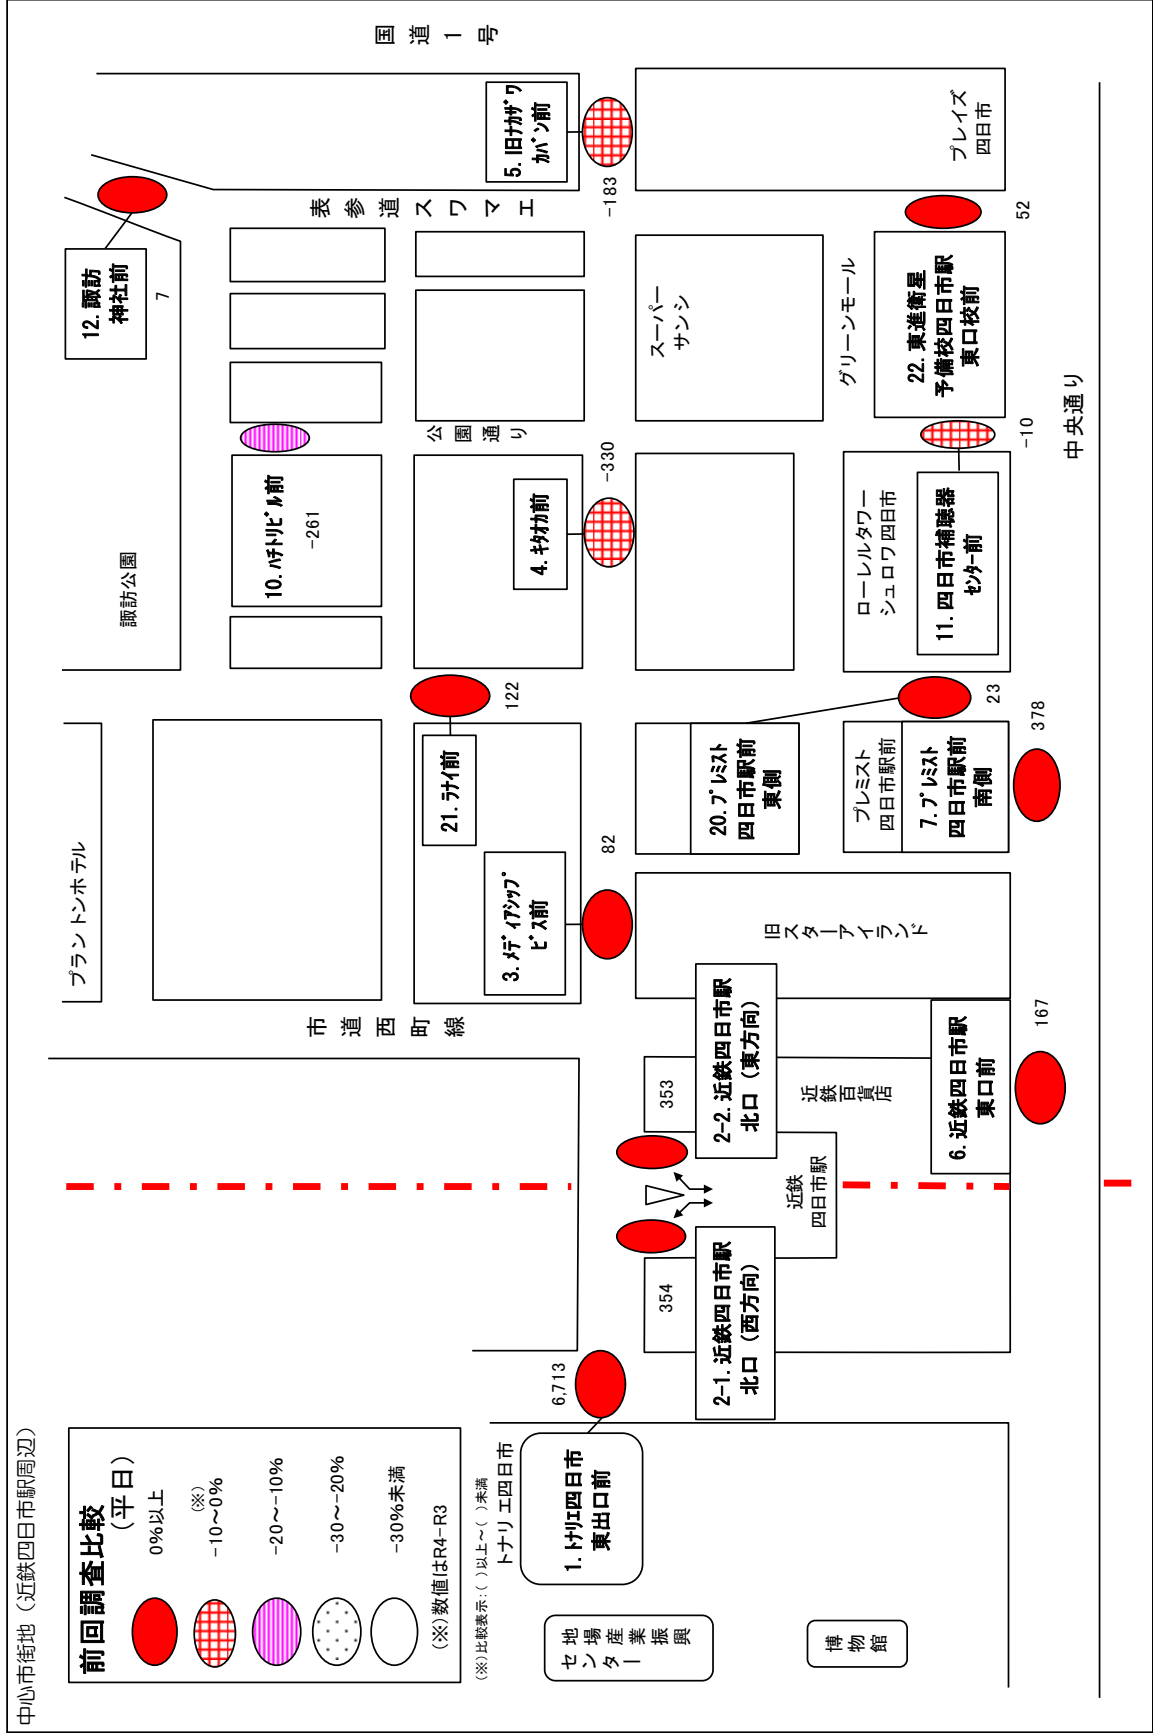 中心市街地（近鉄四日市駅周辺）
前回調査比較
（平日）
0%以上
(※)
-10～0%
-20～-10%
-30～-20%
-30%未満
(※)数値はR4-R3
(※)比較表示：( )以上～( )未満
プラントンホテル
諏訪公園
12. 諏訪
神社前
7
国道1号
市道西町線
表参道スワマエ
公園通り
10. ﾊﾁﾄﾘﾋﾞﾙ前
-261
21. ﾗﾅｲ前
122
3. ﾒﾃﾞｨｱｼｯﾌﾟ
ﾋﾞｽ前
82
4. ｷﾀｵｶ前
-330
5. 旧ﾅｶｻﾞﾜ
ｶﾊﾞﾝ前
-183
トナリエ四日市
1. ﾄﾅﾘｴ四日市
東出口前
6,713
地場産業振興
センター
博物館
354
2-1. 近鉄四日市駅
北口（西方向）
353
2-2. 近鉄四日市駅
北口（東方向）
近鉄
四日市駅
近鉄
百貨店
6. 近鉄四日市駅
東口前
167
旧スターアイランド
20. ﾌﾟﾚﾐｽﾄ
四日市駅前
東側
23
プレミスト
四日市駅前
7. ﾌﾟﾚﾐｽﾄ
四日市駅前
南側
378
ローレルタワー
シュロワ四日市
11. 四日市補聴器
ｾﾝﾀｰ前
-10
スーパー
サンシ
グリーンモール
22. 東進衛星
予備校四日市駅
東口校前
52
プレイズ
四日市
中央通り